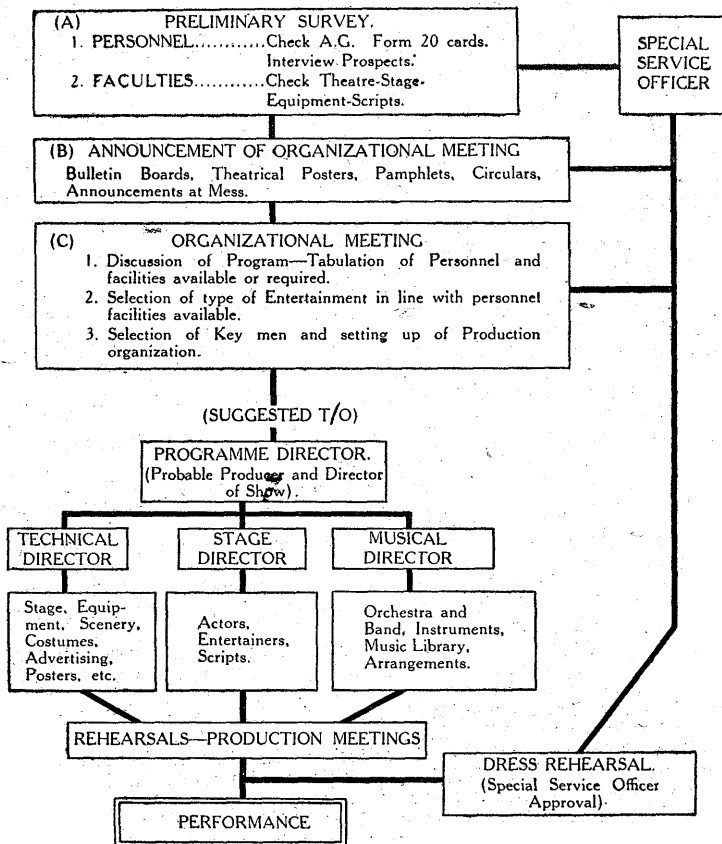 (A) PRELIMINARY SURVEY.
1. PERSONNEL.............Check A.G. Form 20 cards.
Interview Prospects.
2. FACULTIES............Check Theatre-Stage-
Equipment-Scripts.
SPECIAL
SERVICE
OFFICER
(B) ANNOUNCEMENT OF ORGANIZATIONAL MEETING
Bulletin Boards, Theatrical Posters, Pamphlets, Circulars,
Announcements at Mess.
(C) ORGANIZATIONAL MEETING
1. Discussion of Program—Tabulation of Personnel and
facilities available or required.
2. Selection of type of Entertainment in line with personnel
facilities available.
3. Selection of Key men and setting up of Production
organization.
(SUGGESTED T/O)
PROGRAMME DIRECTOR.
(Probable Producer and Director
of Show).
TECHNICAL
DIRECTOR
STAGE
DIRECTOR
MUSICAL
DIRECTOR
Stage, Equip-
ment, Scenery,
Costumes,
Advertising,
Posters, etc.
Actors,
Entertainers,
Scripts.
Orchestra and
Band, Instruments,
Music Library,
Arrangements.
REHEARSALS—PRODUCTION MEETINGS
DRESS REHEARSAL.
(Special Service Officer
Approval)
PERFORMANCE